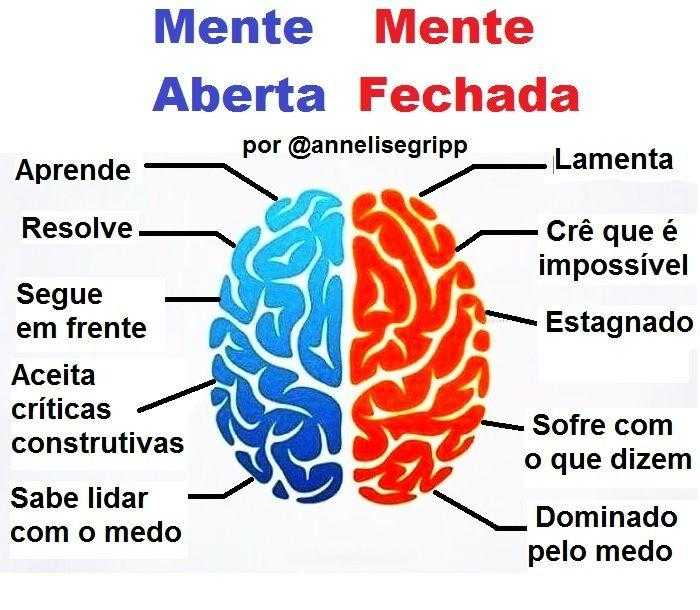 Mente Aberta
Mente Fechada
por @annelisegripp
Aprende
Resolve
Segue
em frente
Aceita
críticas
construtivas
Sabe lidar
com o medo
Lamenta
Crê que é
impossível
Estagnado
Sofre com
o que dizem
Dominado
pelo medo